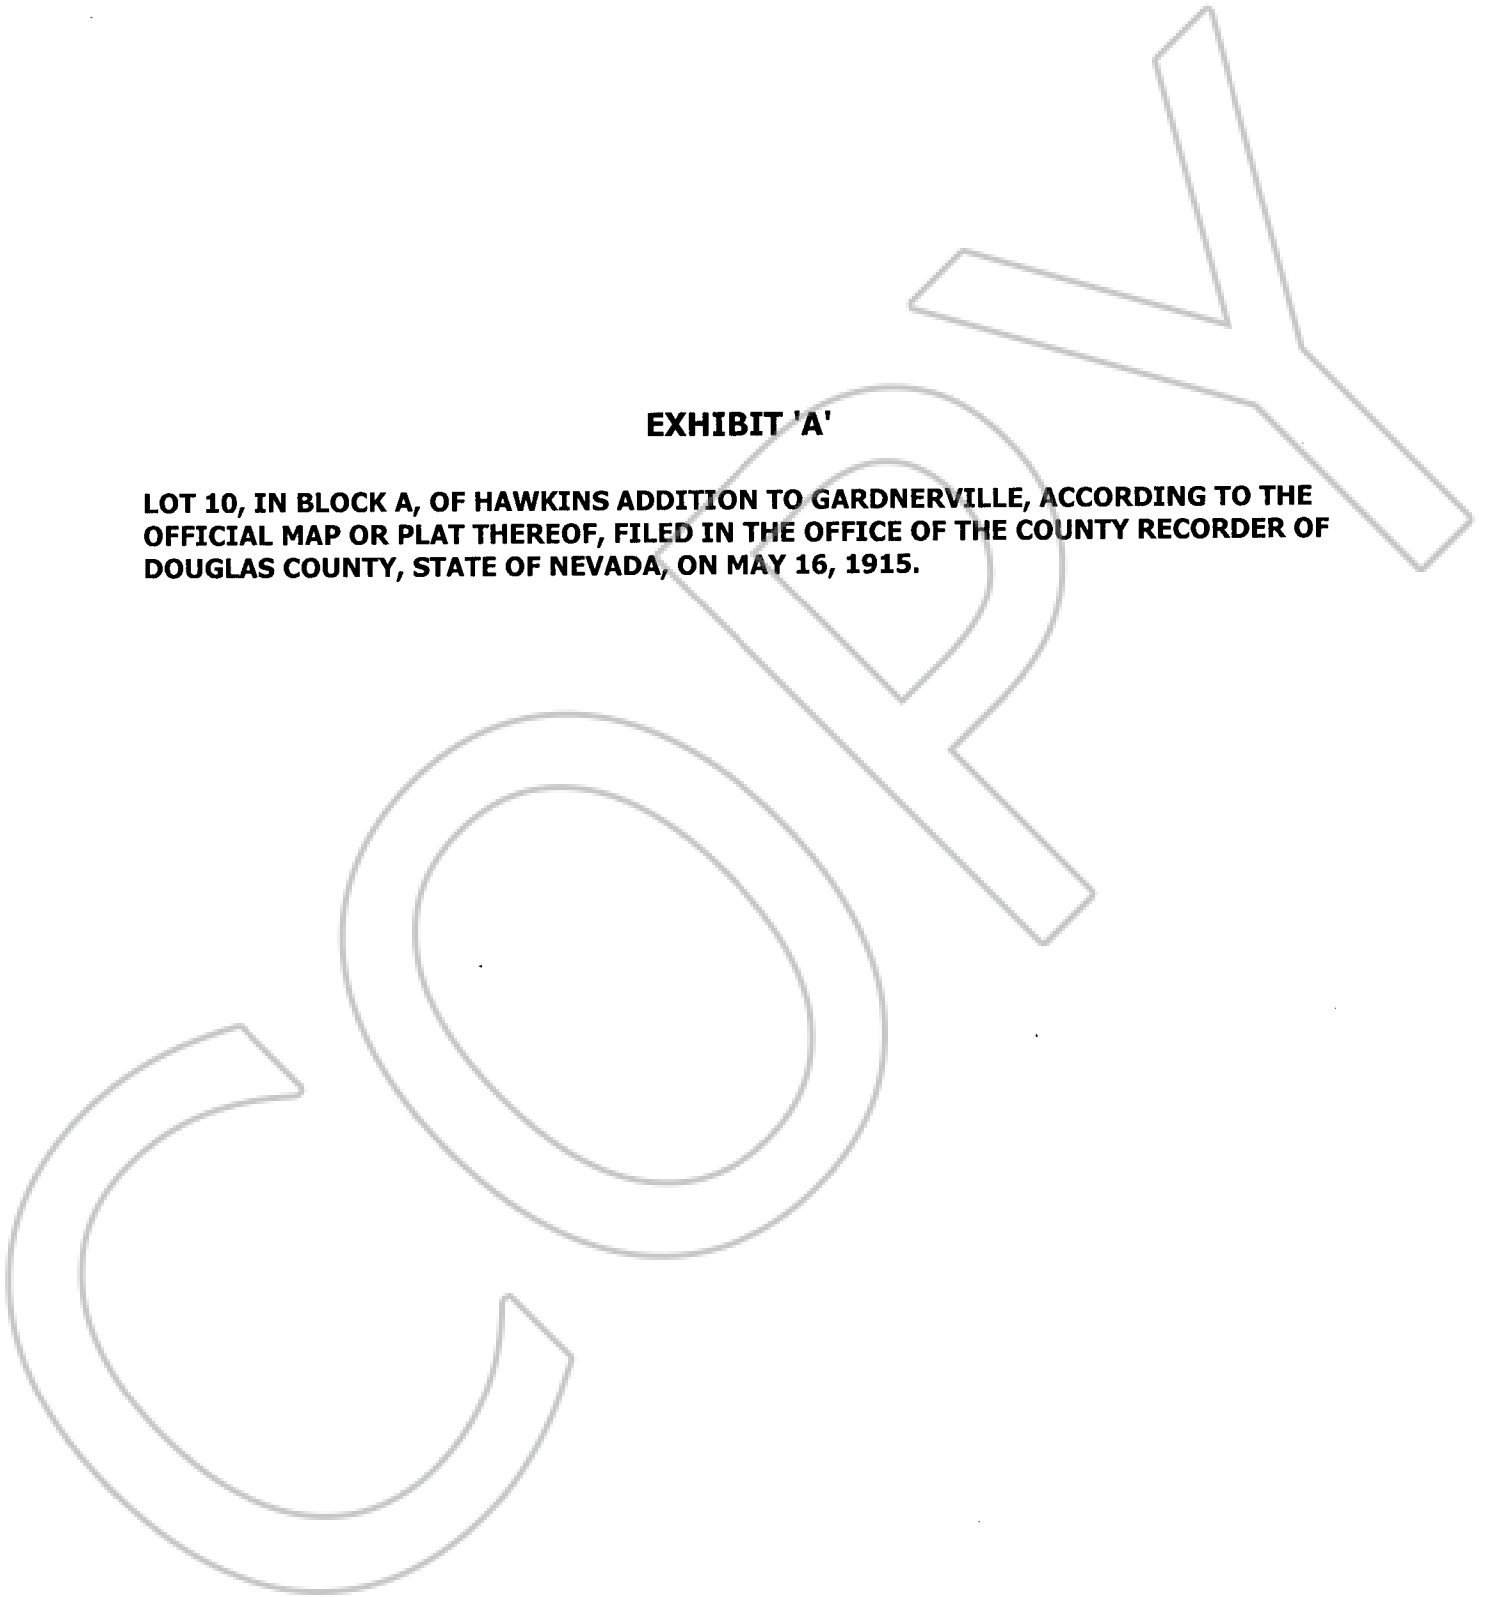 EXHIBIT 'A'
LOT 10, IN BLOCK A, OF HAWKINS ADDITION TO GARDNERVILLE, ACCORDING TO THE
OFFICIAL MAP OR PLAT THEREOF, FILED IN THE OFFICE OF THE COUNTY RECORDER OF
DOUGLAS COUNTY, STATE OF NEVADA, ON MAY 16, 1915.
COPY